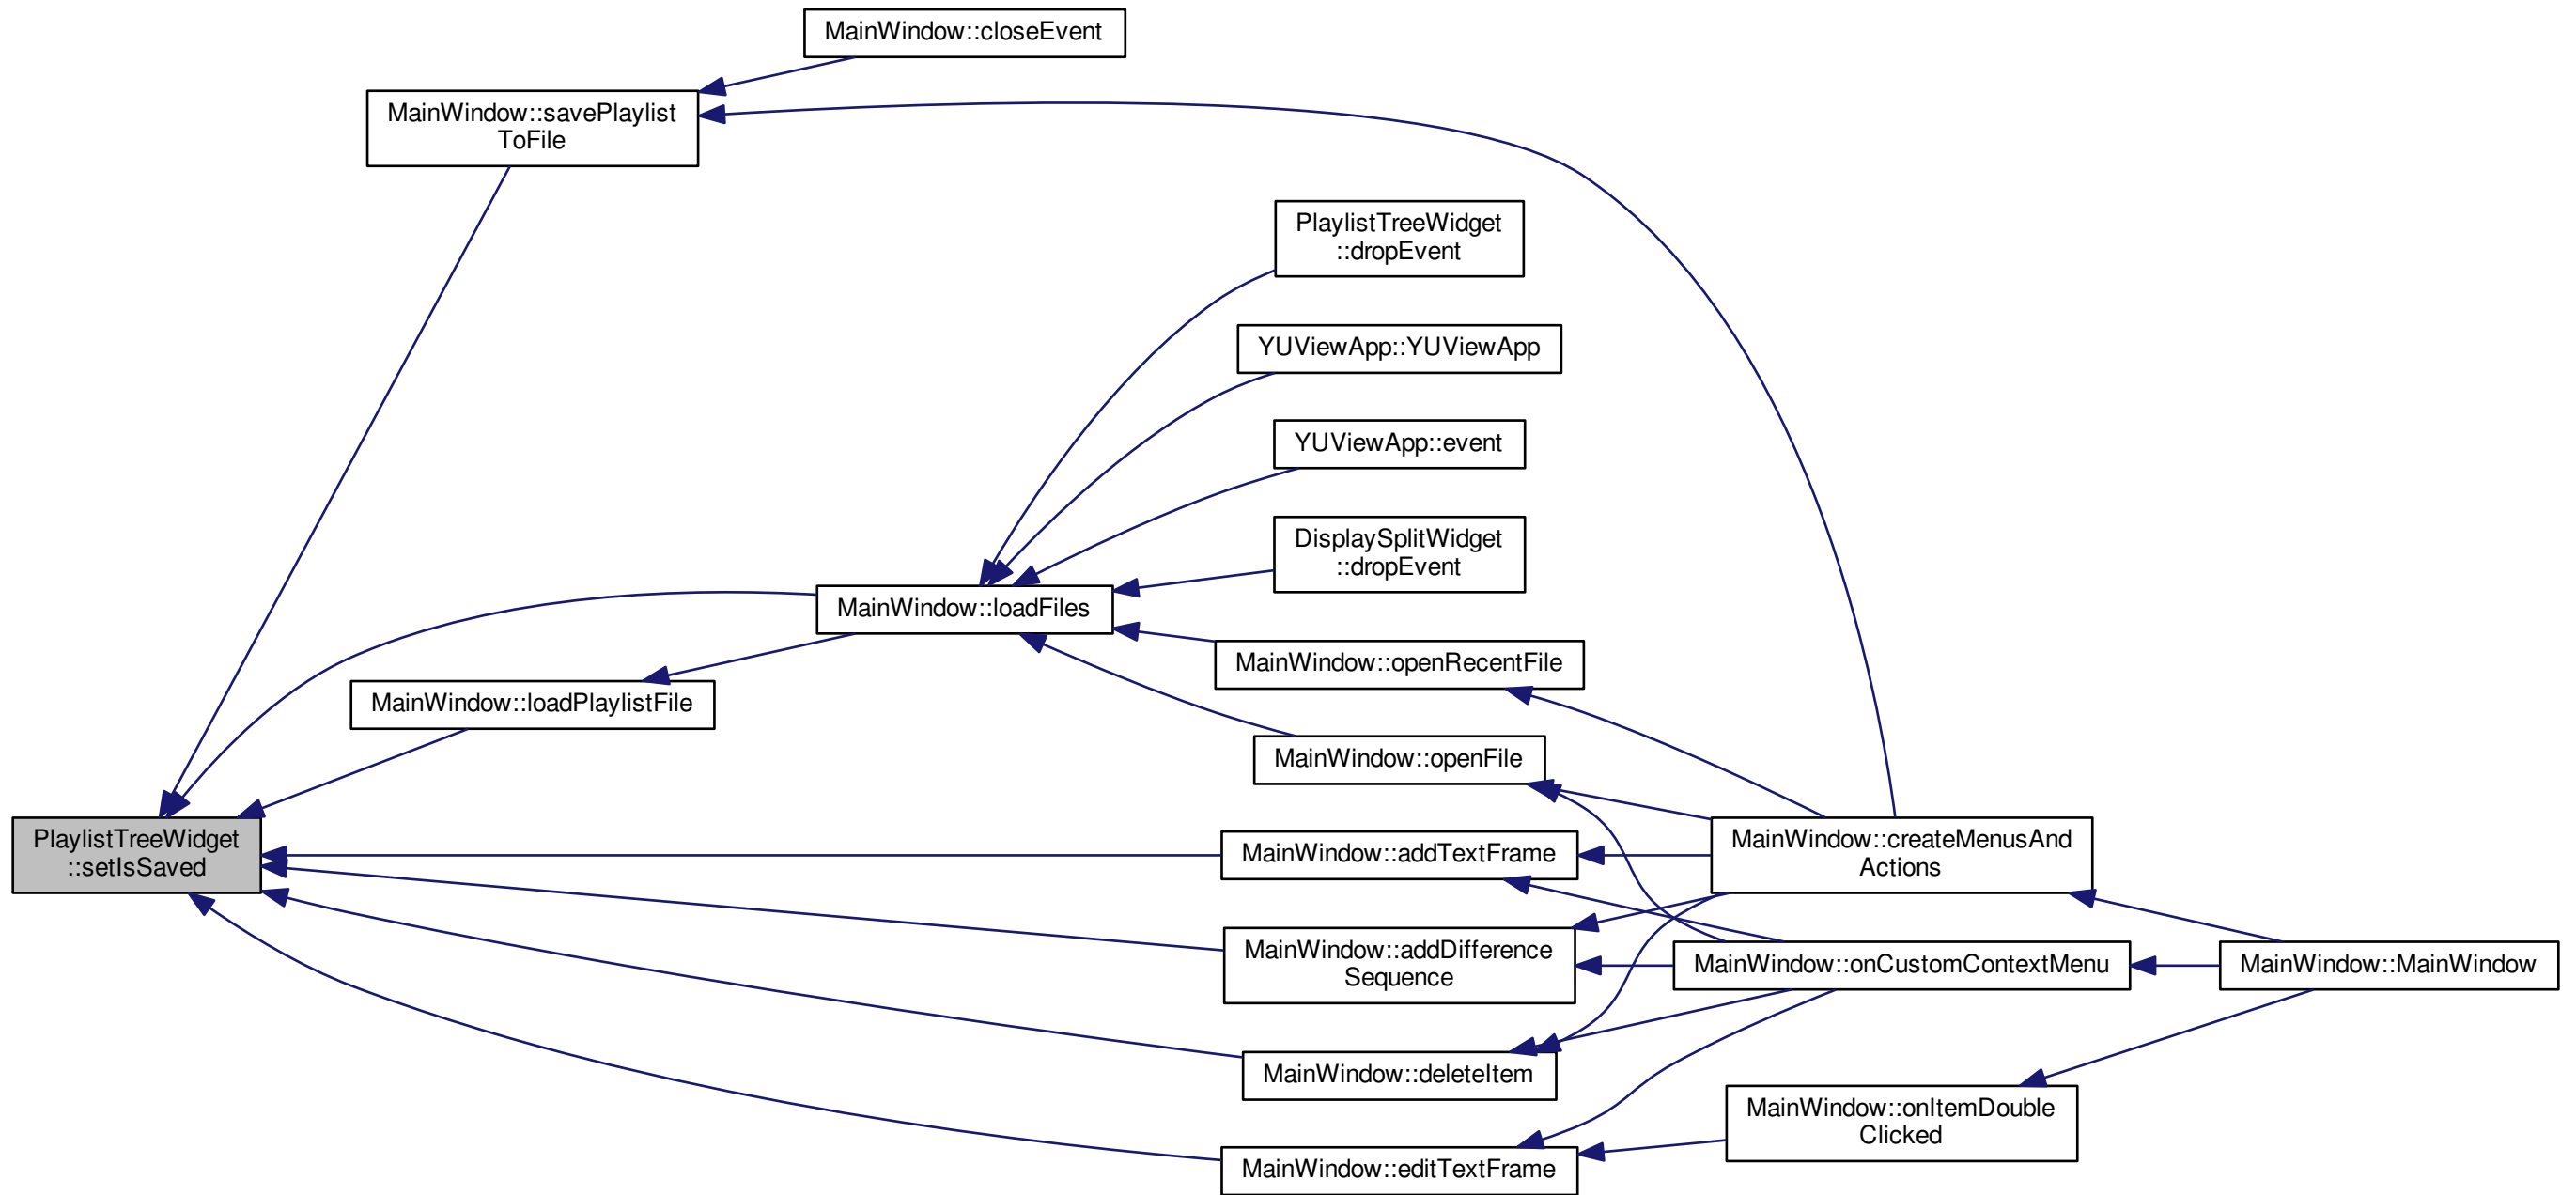 MainWindow::closeEvent
MainWindow::savePlaylist
ToFile
PlaylistTreeWidget
::dropEvent
YUViewApp::YUViewApp
YUViewApp::event
DisplaySplitWidget
::dropEvent
MainWindow::loadFiles
MainWindow::openRecentFile
MainWindow::loadPlaylistFile
MainWindow::openFile
PlaylistTreeWidget
::setIsSaved
MainWindow::addTextFrame
MainWindow::createMenusAnd
Actions
MainWindow::addDifference
Sequence
MainWindow::onCustomContextMenu
MainWindow::MainWindow
MainWindow::deleteItem
MainWindow::onItemDouble
Clicked
MainWindow::editTextFrame